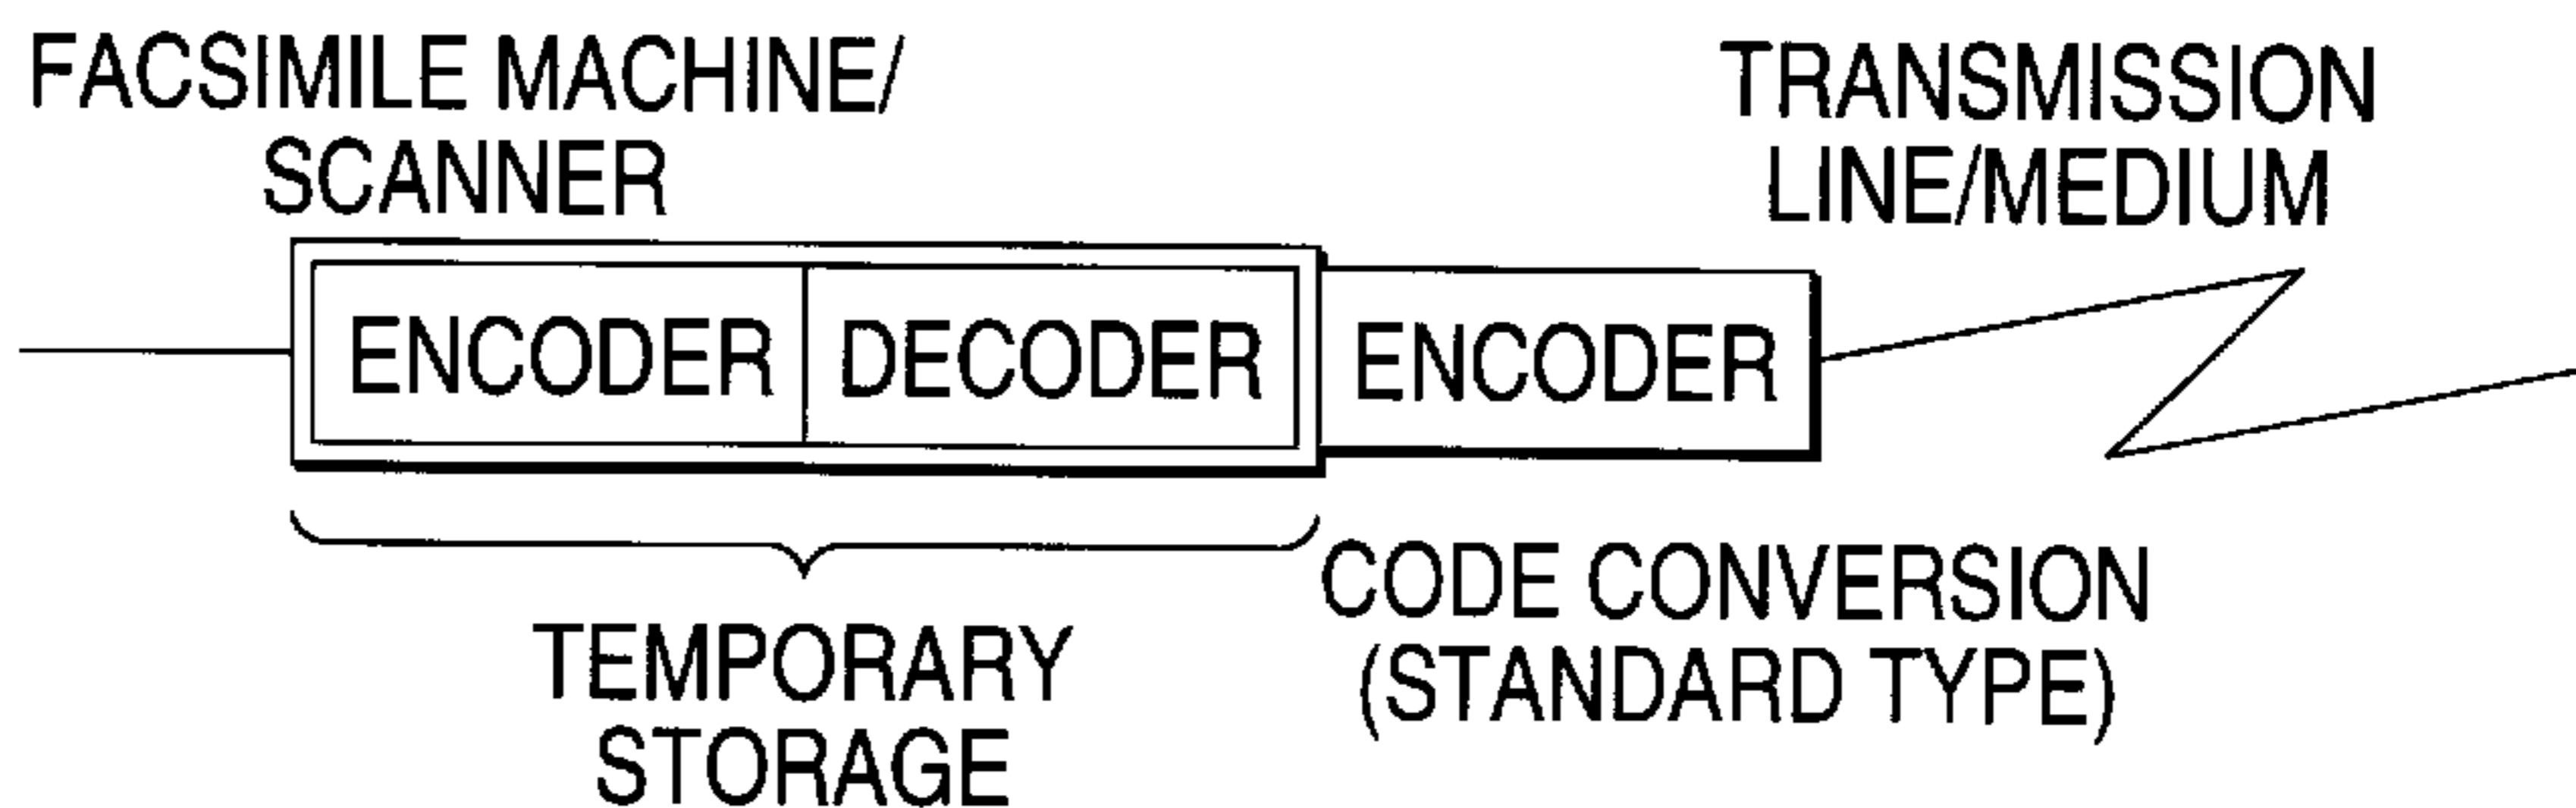 FACSIMILE MACHINE/
SCANNER
TRANSMISSION
LINE/MEDIUM
ENCODER DECODER ENCODER
TEMPORARY
STORAGE
CODE CONVERSION
(STANDARD TYPE)